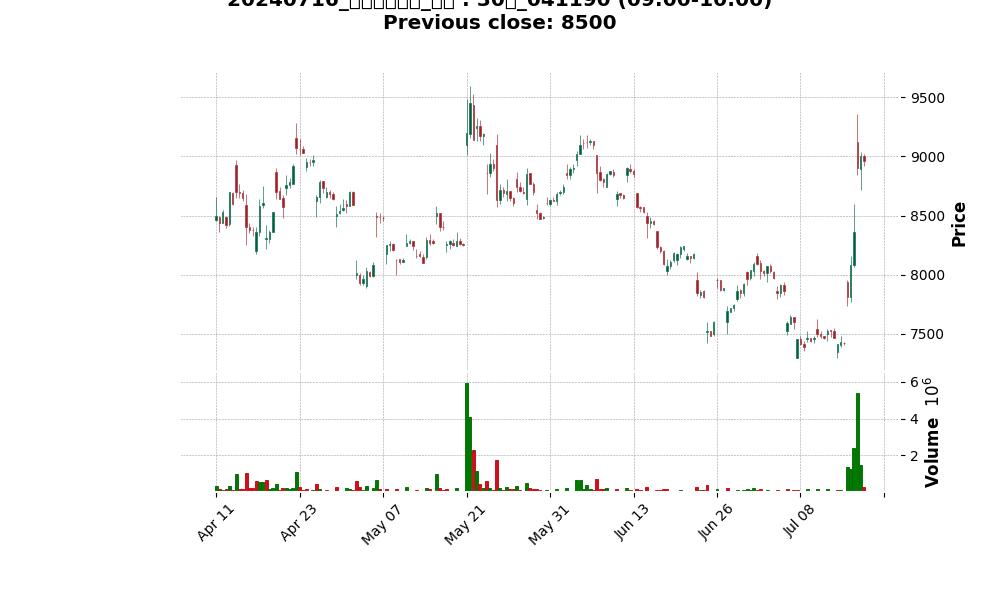 Previous close: 8500
9500
9000
8500
8000
7500
Price
6
4
2
Volume 10⁶
Apr 11
Apr 23
May 07
May 21
May 31
Jun 13
Jun 26
Jul 08